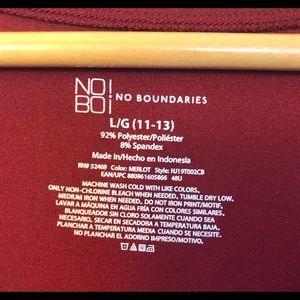 NO!
BO!
NO BOUNDARIES
L/G (11-13)
92% Polyester/Poliéster
8% Spandex
Made in/Hecho en Indonesia
RN# 52469 Color: MERLOT Style: NJ19T002CB
EAN/UPC 880961605866 48U
MACHINE WASH COLD WITH LIKE COLORS.
ONLY NON-CHLORINE BLEACH WHEN NEEDED, TUMBLE DRY LOW.
MEDIUM IRON WHEN NEEDED. DO NOT IRON PRINT/MOTIF,
LAVAR A MÁQUINA EN AGUA FRÍA CON COLORES SIMILARES.
BLANQUEADOR SIN CLORO SOLAMENTE CUANDO SEA
NECESARIO, SECAR EN SECADORA A TEMPERATURA BAJA.
PLANCHAR A TEMPERATURA MEDIA CUANDO SE NECESITE.
NO PLANCHAR EL ADORNO IMPRESO/MOTIVO.